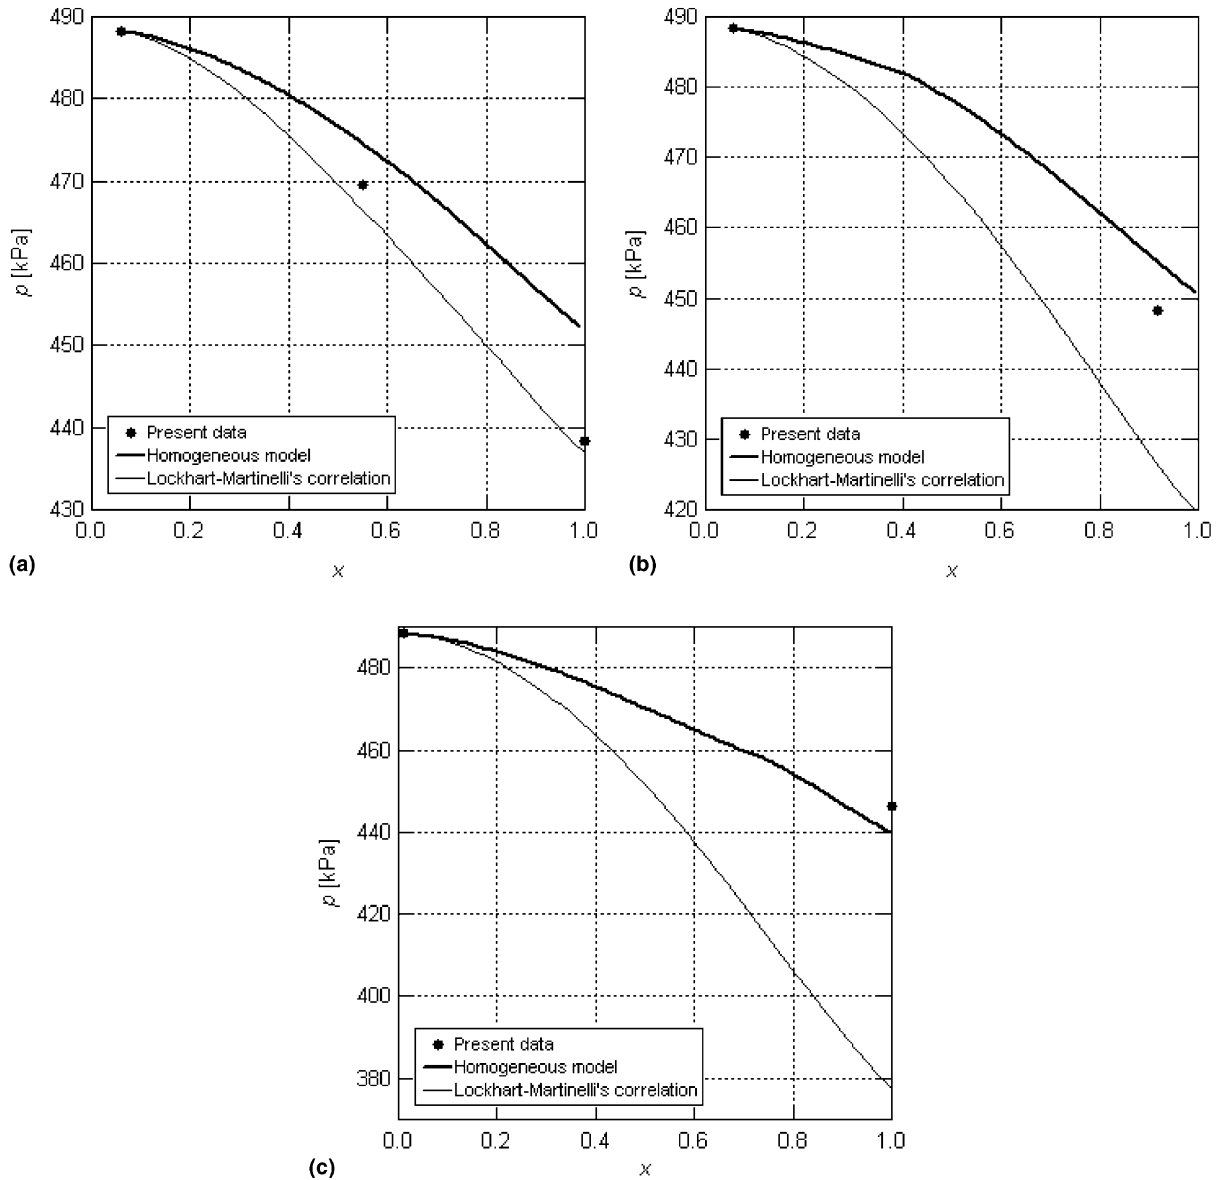 490
480
470
460
450
440
430
p [kPa]
0.0 0.2 0.4 0.6 0.8 1.0
x
Present data
Homogeneous model
Lockhart-Martinelli's correlation
(a)
490
480
470
460
450
440
430
420
p [kPa]
0.0 0.2 0.4 0.6 0.8 1.0
x
Present data
Homogeneous model
Lockhart-Martinelli's correlation
(b)
480
460
440
420
400
380
p [kPa]
0.0 0.2 0.4 0.6 0.8 1.0
x
Present data
Homogeneous model
Lockhart-Martinelli's correlation
(c)